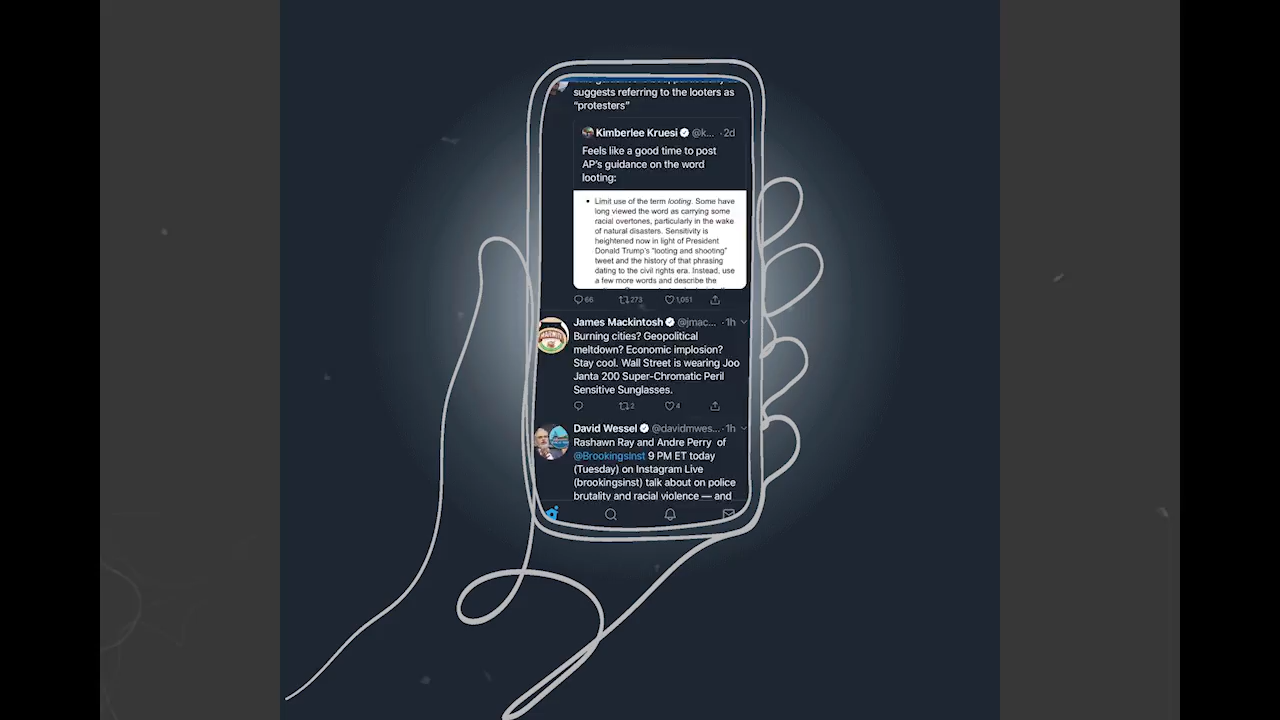 suggests referring to the looters as
"protesters"
Kimberlee Kruesi @k... · 2d
Feels like a good time to post
AP's guidance on the word
looting:
• Limit use of the term looting. Some have
long viewed the word as carrying some
racial overtones, particularly in the wake
of natural disasters. Sensitivity is
heightened now in light of President
Donald Trump's "looting and shooting"
tweet and the history of that phrasing
dating to the civil rights era. Instead, use
a few more words and describe the
66 273 1,051
James Mackintosh @jmac... · 1h
Burning cities? Geopolitical
meltdown? Economic implosion?
Stay cool. Wall Street is wearing Joo
Janta 200 Super-Chromatic Peril
Sensitive Sunglasses.
2 4
David Wessel @davidmwes... · 1h
Rashawn Ray and Andre Perry of
@BrookingsInst 9 PM ET today
(Tuesday) on Instagram Live
(brookingsinst) talk about on police
brutality and racial violence — and